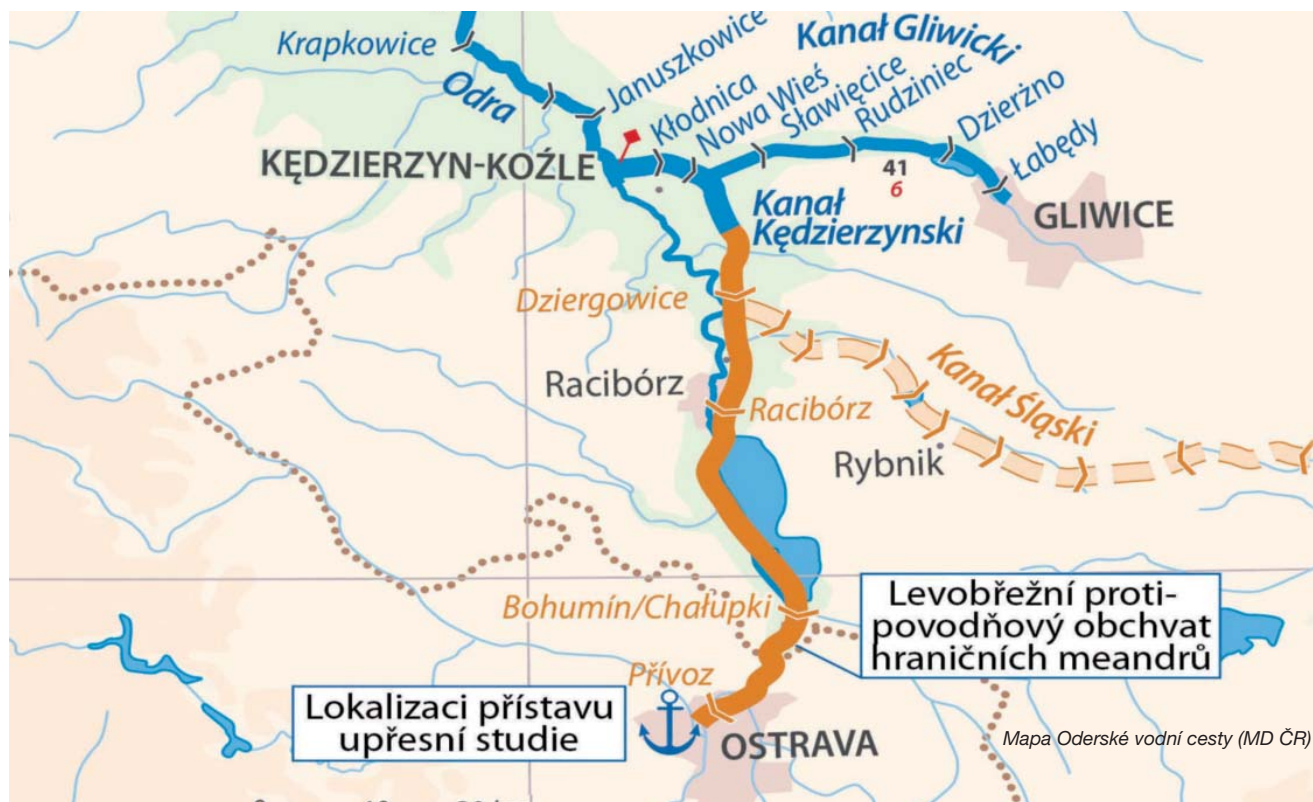 Krapkowice
Odra
Januszkowice
Kanał Gliwicki
Kłodnica
Nowa Wieś
Sławięcice
Rudziniec
Dzierżno
Łabędy
KĘDZIERZYN-KOŹLE
41
6
GLIWICE
Kanał
Kędzierzynski
Dziergowice
Kanał Śląski
Racibórz
Racibórz
Rybnik
Bohumín/Chałupki
Levobřežní proti-
povodňový obchvat
hraničních meandrů
Přívoz
Lokalizaci přístavu
upřesní studie
OSTRAVA
Mapa Oderské vodní cesty (MD ČR)